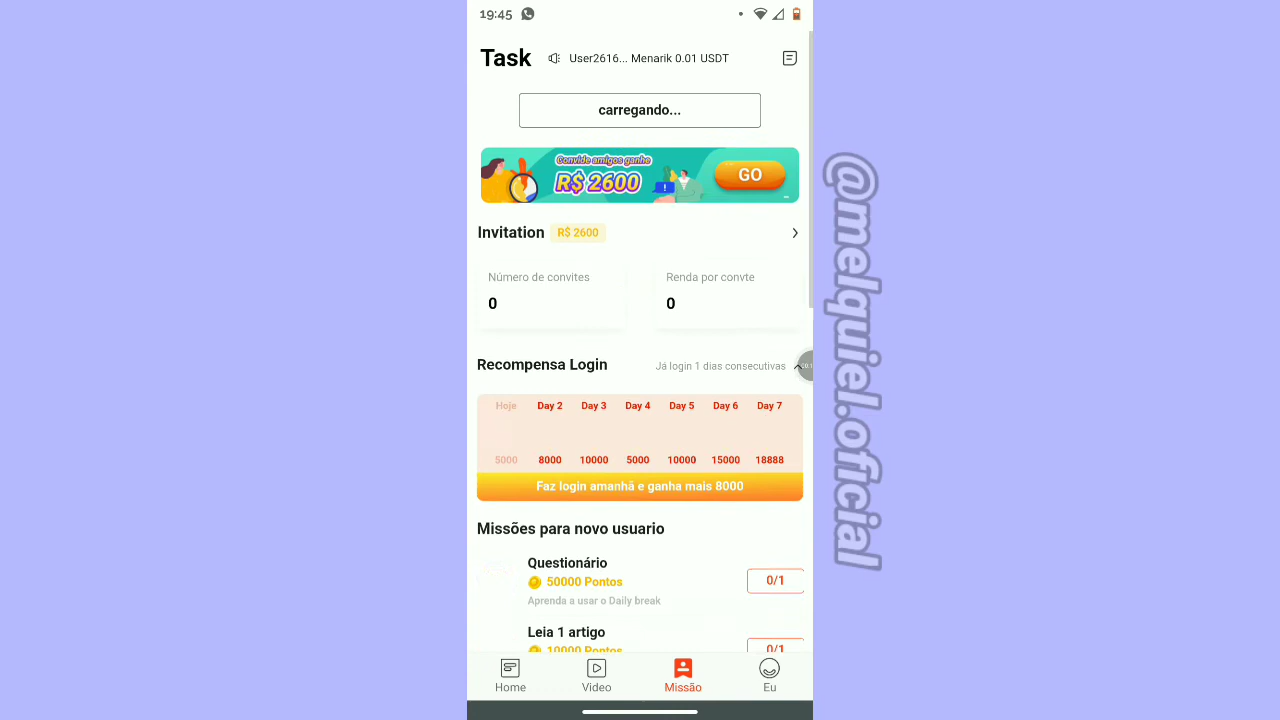 19:45
Task
User2616... Menarik 0.01 USDT
carregando...
Convide amigos ganhe
R$ 2600
GO
Invitation R$ 2600
Número de convites
Renda por convte
0
0
Recompensa Login
Já login 1 dias consecutivas
Hoje Day 2 Day 3 Day 4 Day 5 Day 6 Day 7
5000 8000 10000 5000 10000 15000 18888
Faz login amanhã e ganha mais 8000
Missões para novo usuario
Questionário
50000 Pontos
0/1
Aprenda a usar o Daily break
Leia 1 artigo
10000 Pontos
0/1
Home Video Missão Eu
@melquiel.oficial